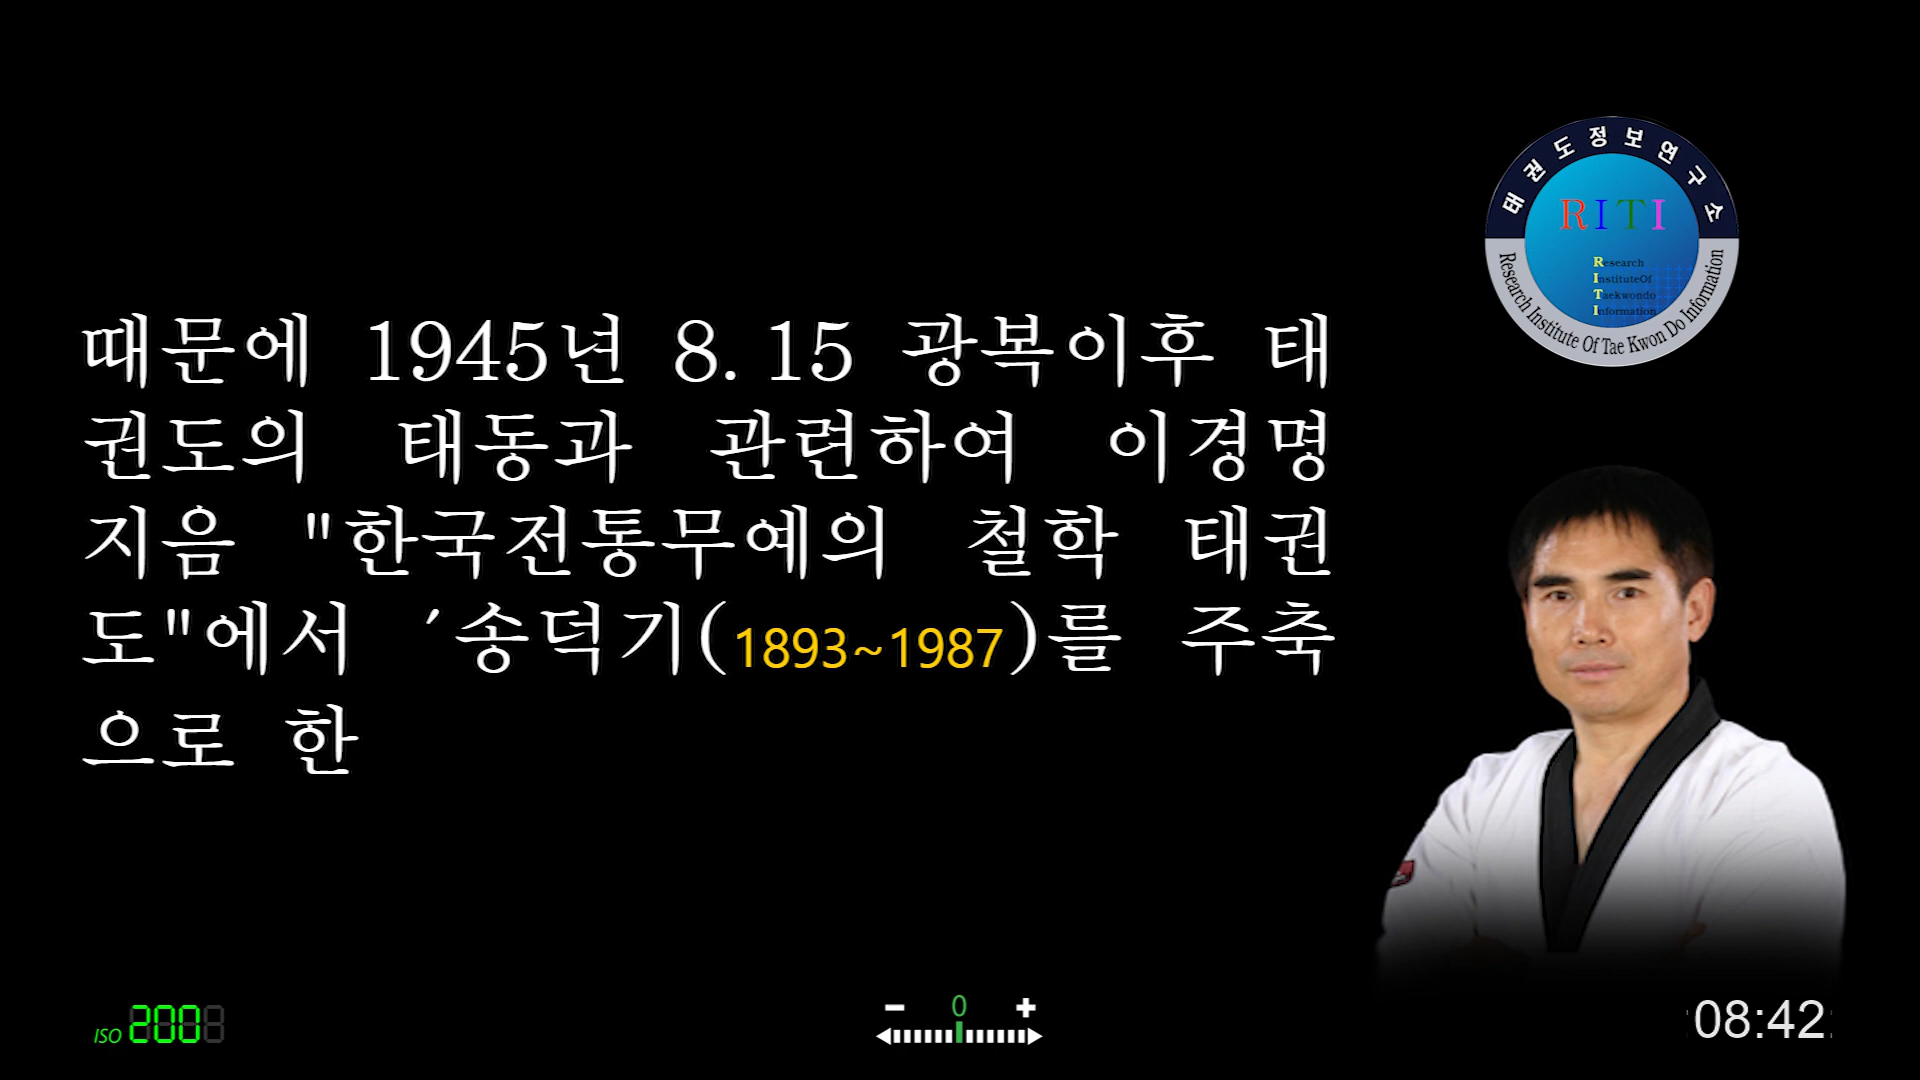 태권도정보연구소
RITI
Research
InstituteOf
Taekwondo
Information
Research Institute Of Tae Kwon Do Information
때문에 1945년 8.15 광복이후 태
권도의 태동과 관련하여 이경명
지음 "한국전통무예의 철학 태권
도"에서 ′송덕기(1893~1987)를 주축
으로 한
ISO 200
− 0 +
08:42